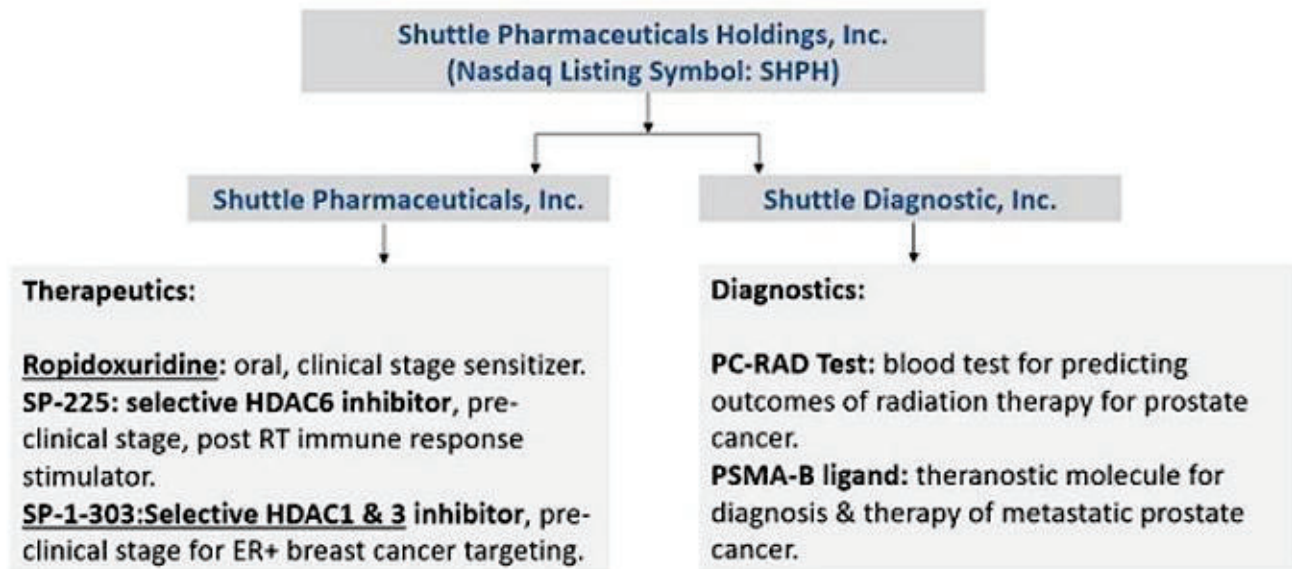 Shuttle Pharmaceuticals Holdings, Inc.
(Nasdaq Listing Symbol: SHPH)
Shuttle Pharmaceuticals, Inc.
Shuttle Diagnostic, Inc.
Therapeutics:
Ropidoxuridine: oral, clinical stage sensitizer.
SP-225: selective HDAC6 inhibitor, pre-
clinical stage, post RT immune response
stimulator.
SP-1-303:Selective HDAC1 & 3 inhibitor, pre-
clinical stage for ER+ breast cancer targeting.
Diagnostics:
PC-RAD Test: blood test for predicting
outcomes of radiation therapy for prostate
cancer.
PSMA-B ligand: theranostic molecule for
diagnosis & therapy of metastatic prostate
cancer.